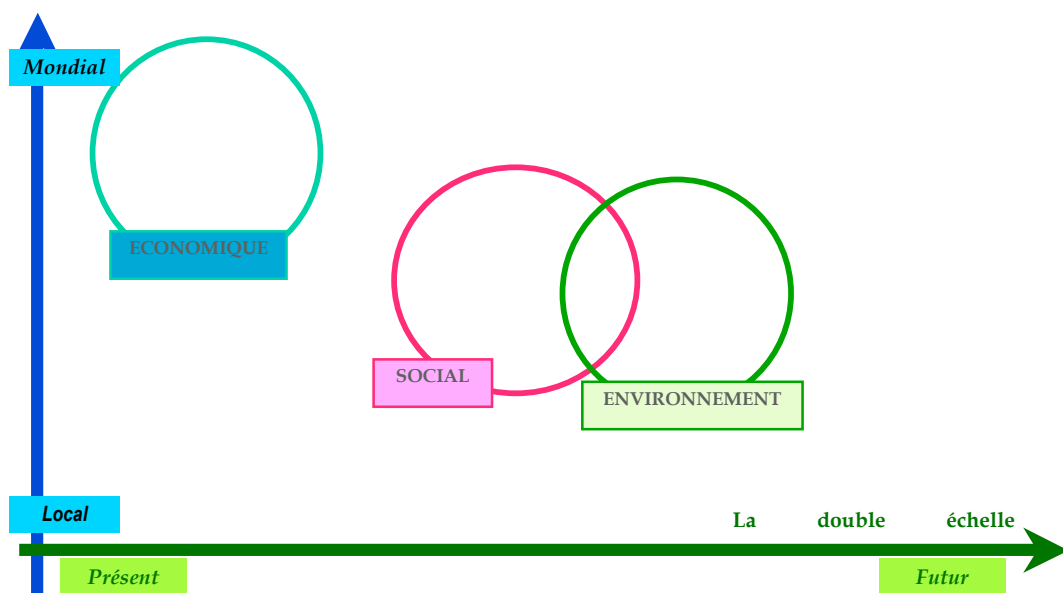 Mondial
ECONOMIQUE
SOCIAL
ENVIRONNEMENT
Local
La double échelle
Présent
Futur